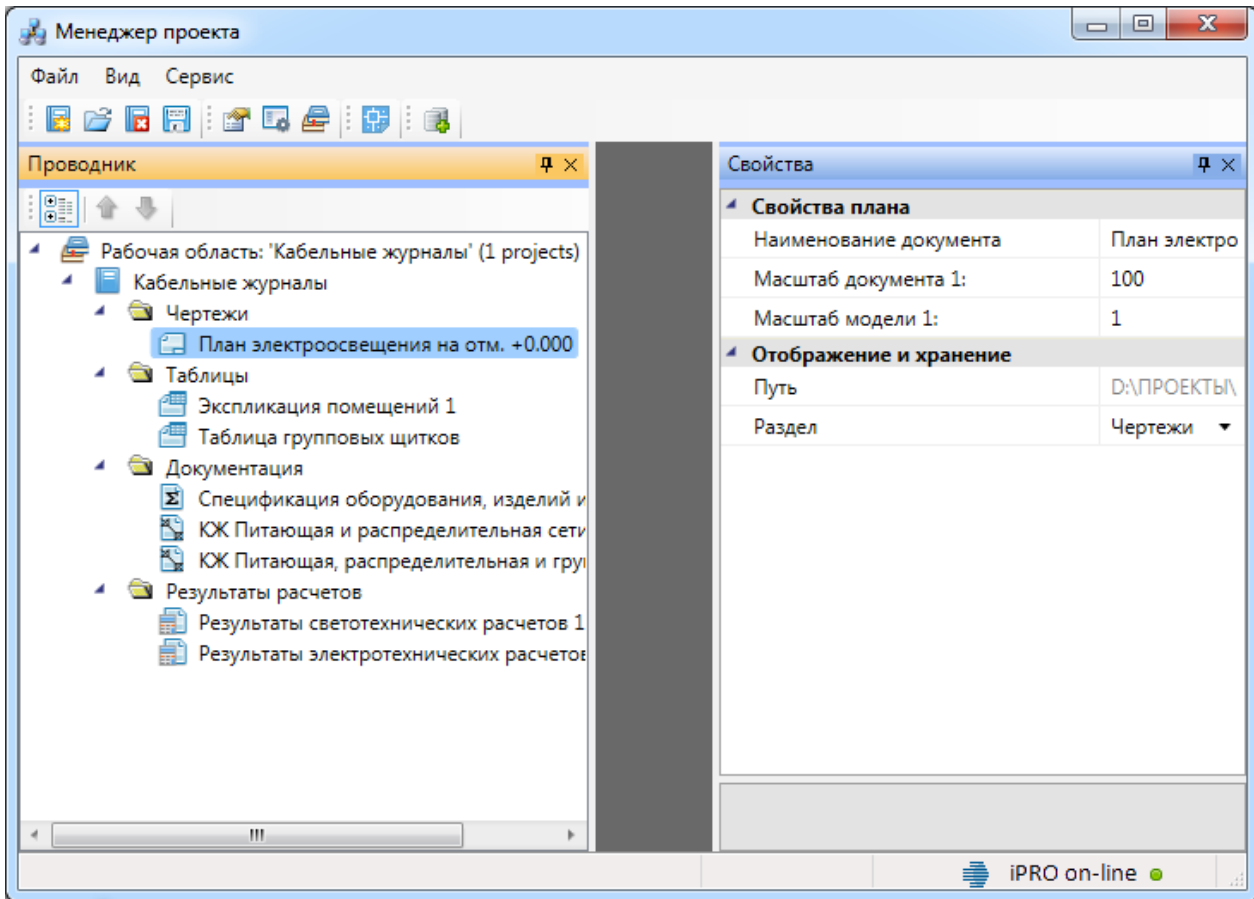 Менеджер проекта
Файл Вид Сервис
Проводник
Рабочая область: 'Кабельные журналы' (1 projects)
Кабельные журналы
Чертежи
План электроосвещения на отм. +0.000
Таблицы
Экспликация помещений 1
Таблица групповых щитков
Документация
Спецификация оборудования, изделий и
КЖ Питающая и распределительная сети
КЖ Питающая, распределительная и гру
Результаты расчетов
Результаты светотехнических расчетов 1
Результаты электротехнических расчетов
Свойства
Свойства плана
Наименование документа План электро
Масштаб документа 1: 100
Масштаб модели 1: 1
Отображение и хранение
Путь D:\ПРОЕКТЫ\
Раздел Чертежи
iPRO on-line